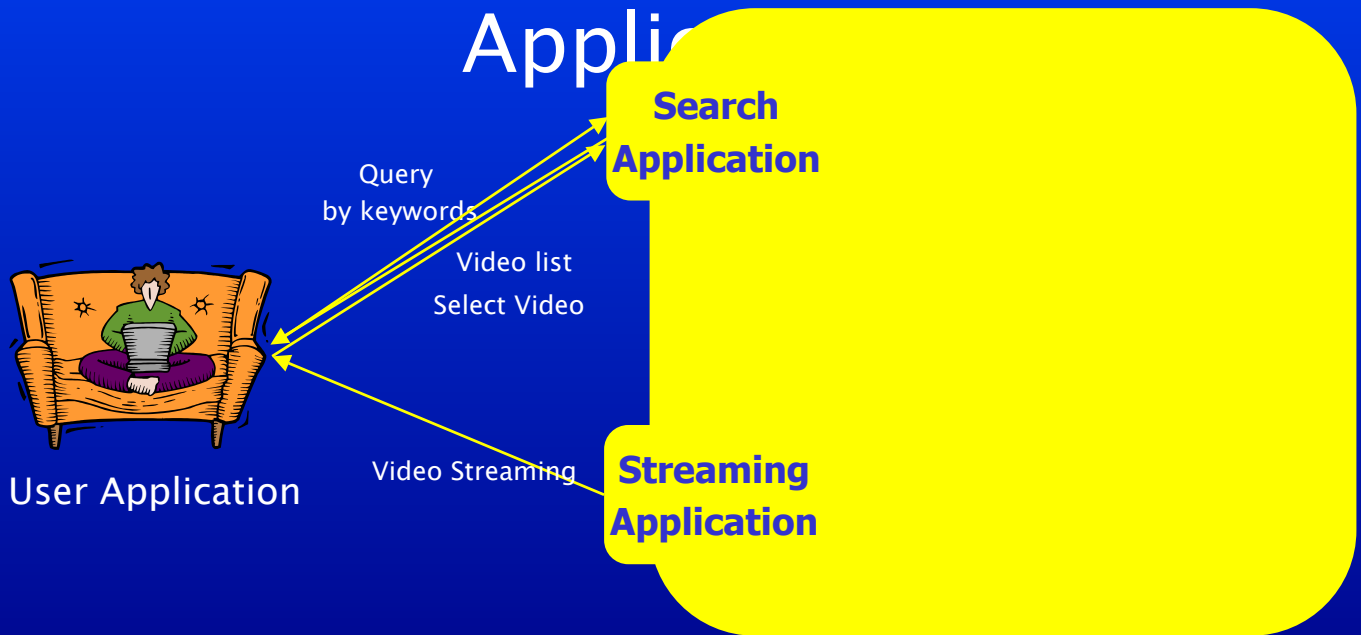 Search
Application
Query
by keywords
Video list
Select Video
User Application
Video Streaming
Streaming
Application